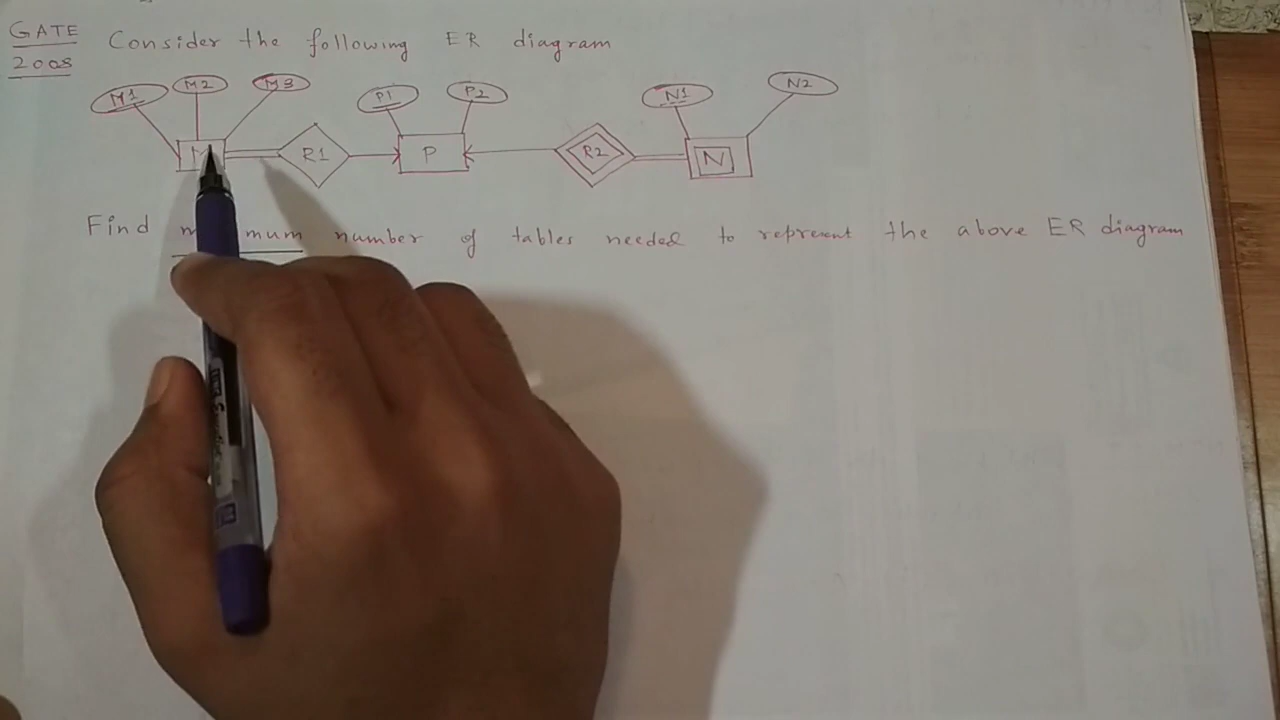 GATE
2008
Consider the following ER diagram
M1 M2 M3 P1 P2 N1 N2
R1 P R2 N
Find number of tables needed to represent the above ER diagram